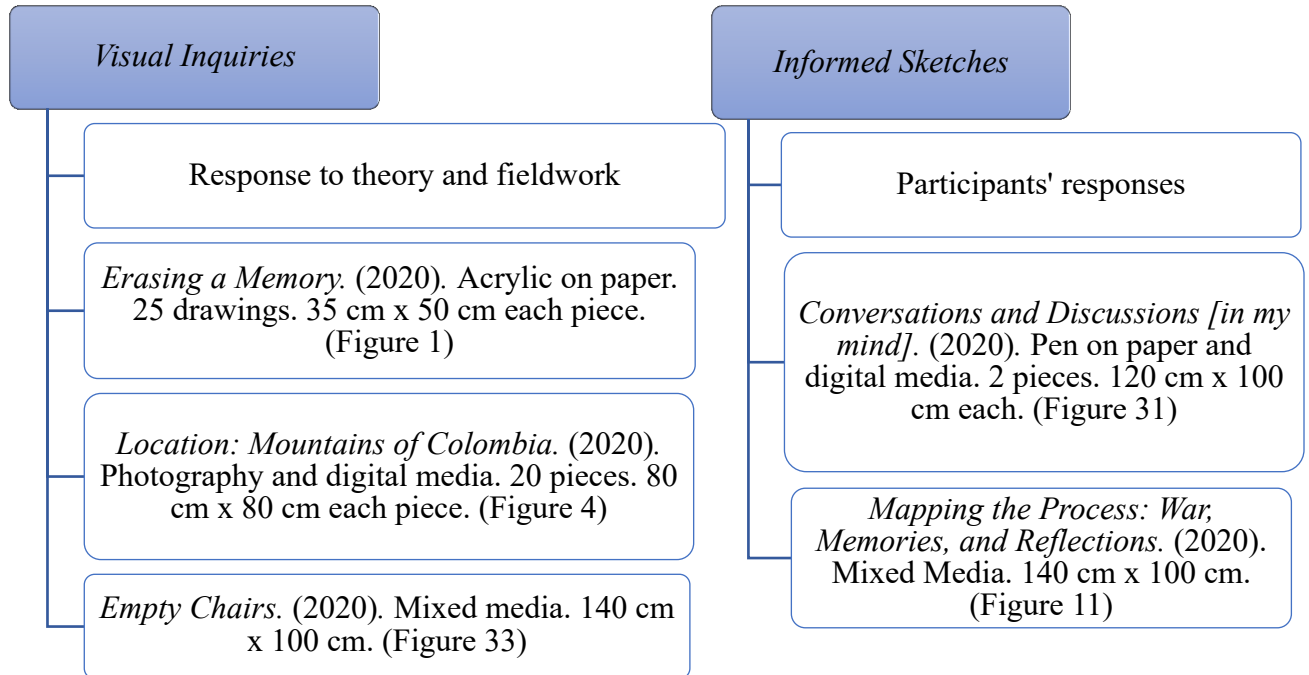 Visual Inquiries
Response to theory and fieldwork
Erasing a Memory. (2020). Acrylic on paper.
25 drawings. 35 cm x 50 cm each piece.
(Figure 1)
Location: Mountains of Colombia. (2020).
Photography and digital media. 20 pieces. 80
cm x 80 cm each piece. (Figure 4)
Empty Chairs. (2020). Mixed media. 140 cm
x 100 cm. (Figure 33)
Informed Sketches
Participants' responses
Conversations and Discussions [in my
mind]. (2020). Pen on paper and
digital media. 2 pieces. 120 cm x 100
cm each. (Figure 31)
Mapping the Process: War,
Memories, and Reflections. (2020).
Mixed Media. 140 cm x 100 cm.
(Figure 11)